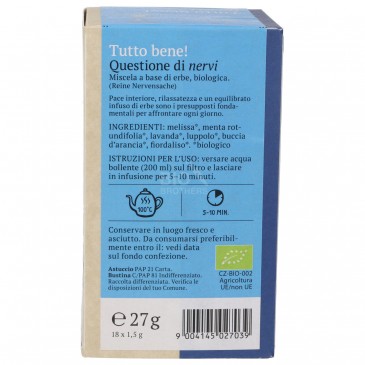 Tutto bene!
Questione di nervi
Miscela a base di erbe, biologica.
(Reine Nervensache)
Pace interiore, rilassatezza e un equilibrato
infuso di erbe sono i presupposti fonda-
mentali per affrontare ogni giorno.
INGREDIENTI: melissa*, menta rot-
undifolia*, lavanda*, luppolo*, buccia
d'arancia*, fiordaliso*. *biologico
ISTRUZIONI PER L'USO: versare acqua
bollente (200 ml) sul filtro e lasciare
in infusione per 5-10 minuti.
100°C
5-10 MIN.
Conservare in luogo fresco e
asciutto. Da consumarsi preferibil-
mente entro il: vedi data
sul fondo confezione.
Astuccio PAP 21 Carta.
Bustina C/PAP 81 Indifferenziato.
Raccolta differenziata. Verifica le
disposizioni del tuo Comune.
CZ-BIO-002
Agricoltura
UE/non UE
e 27g
18 x 1,5 g
9 004145 027039